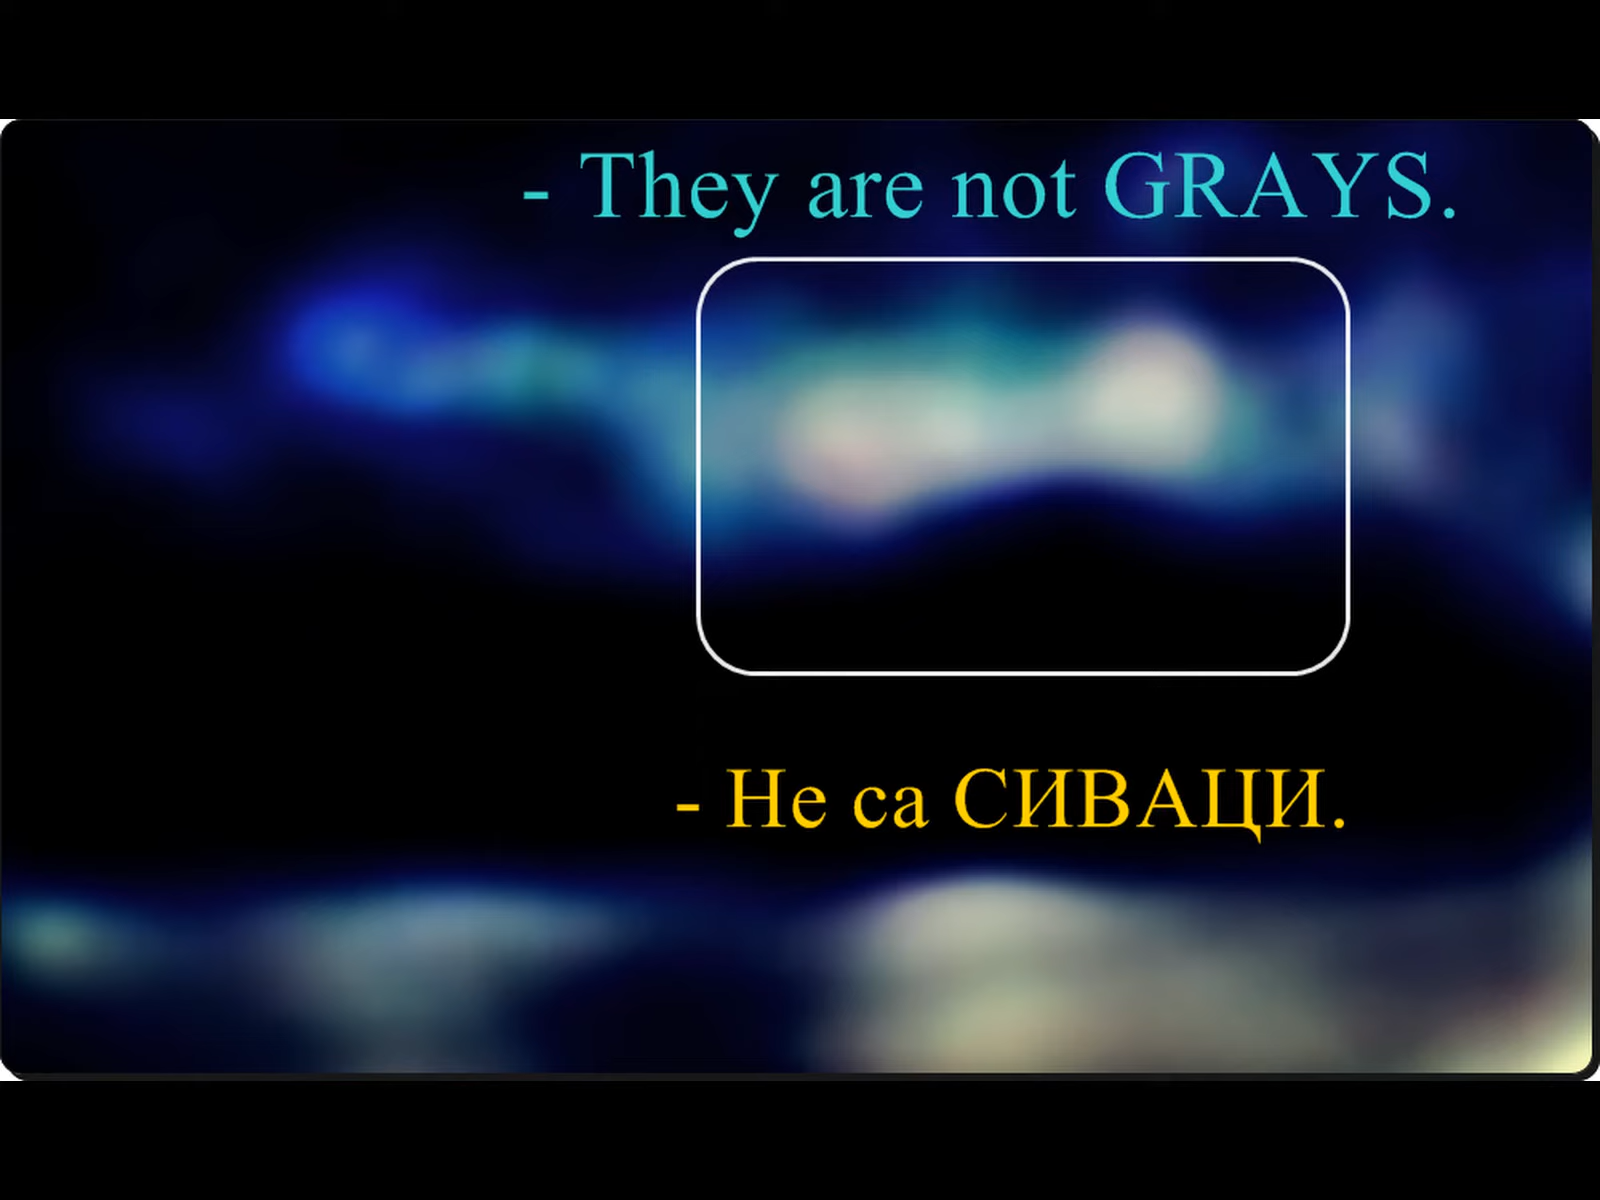 - They are not GRAYS.
- Не са СИВАЦИ.